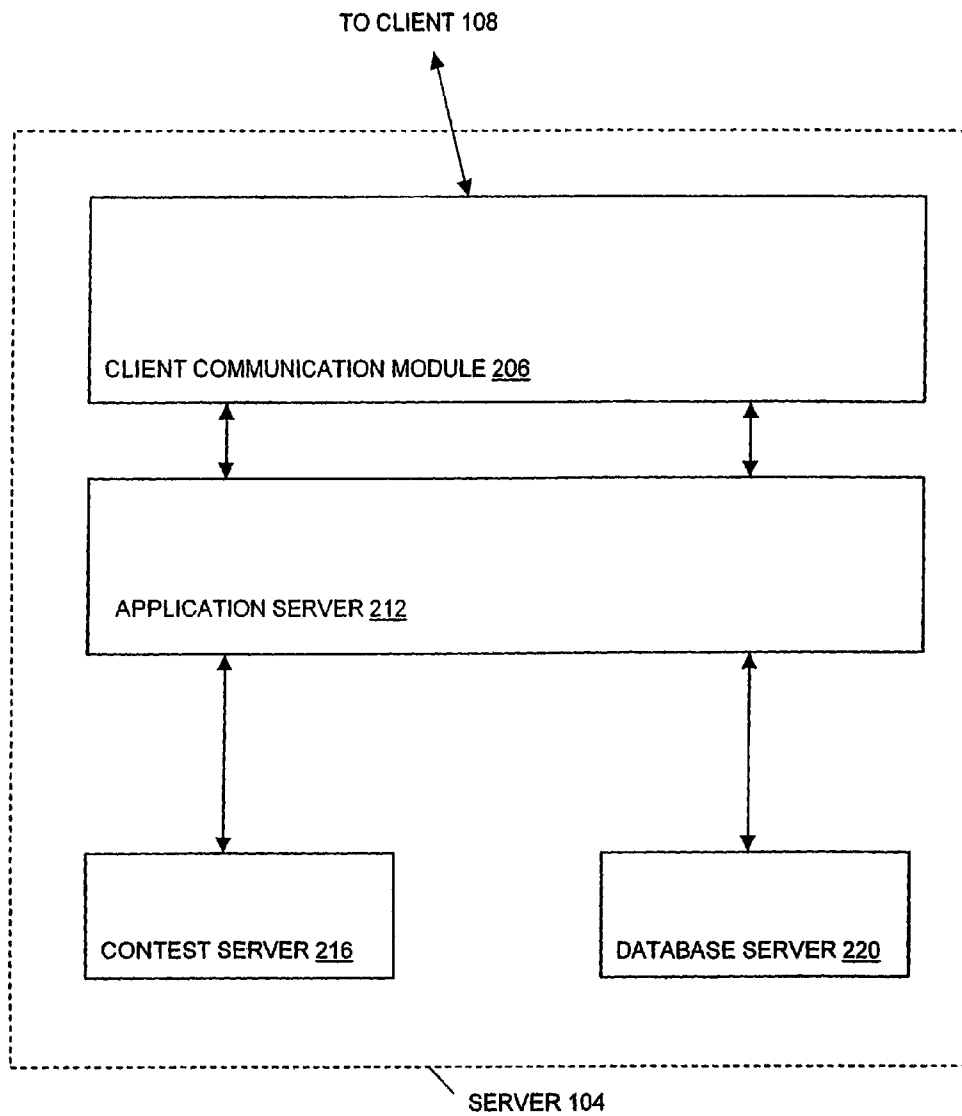 TO CLIENT 108
CLIENT COMMUNICATION MODULE 206
APPLICATION SERVER 212
CONTEST SERVER 216
DATABASE SERVER 220
SERVER 104